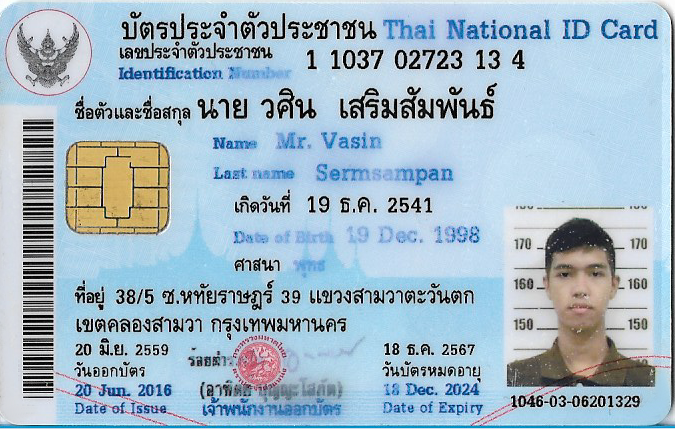 บัตรประจำตัวประชาชน Thai National ID Card
เลขประจำตัวประชาชน 1 1037 02723 13 4
Identification Number
ชื่อตัวและชื่อสกุล นาย วศิน เสริมสัมพันธ์
Name Mr. Vasin
Last name Sermsampan
เกิดวันที่ 19 ธ.ค. 2541
Date of Birth 19 Dec. 1998
ศาสนา พุทธ
ที่อยู่ 38/5 ซ.หทัยราษฎร์ 39 แขวงสามวาตะวันตก
เขตคลองสามวา กรุงเทพมหานคร
20 มิ.ย. 2559
วันออกบัตร
20 Jun. 2016
Date of Issue
เจ้าพนักงานออกบัตร
18 ธ.ค. 2567
วันบัตรหมดอายุ
18 Dec. 2024
Date of Expiry
170 170
160 160
150 150
1046-03-06201329